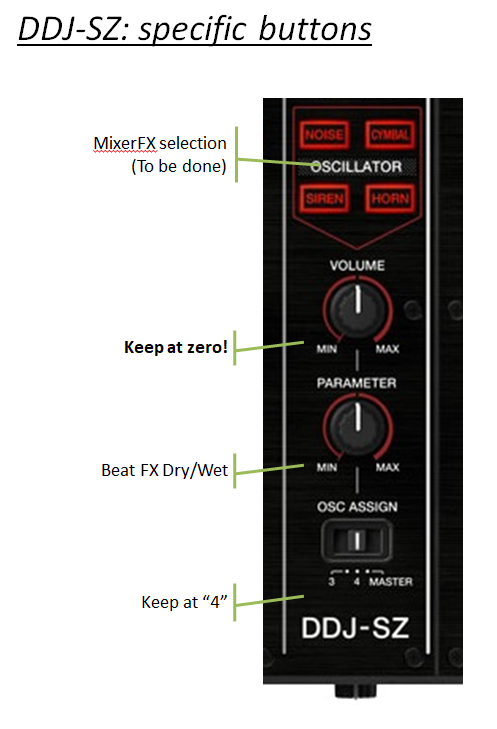 DDJ-SZ: specific buttons
NOISE CYMBAL
MixerFX selection
(To be done)
OSCILLATOR
SIREN HORN
VOLUME
Keep at zero!
MIN MAX
PARAMETER
Beat FX Dry/Wet
MIN MAX
OSC ASSIGN
3 4 MASTER
Keep at “4”
DDJ-SZ